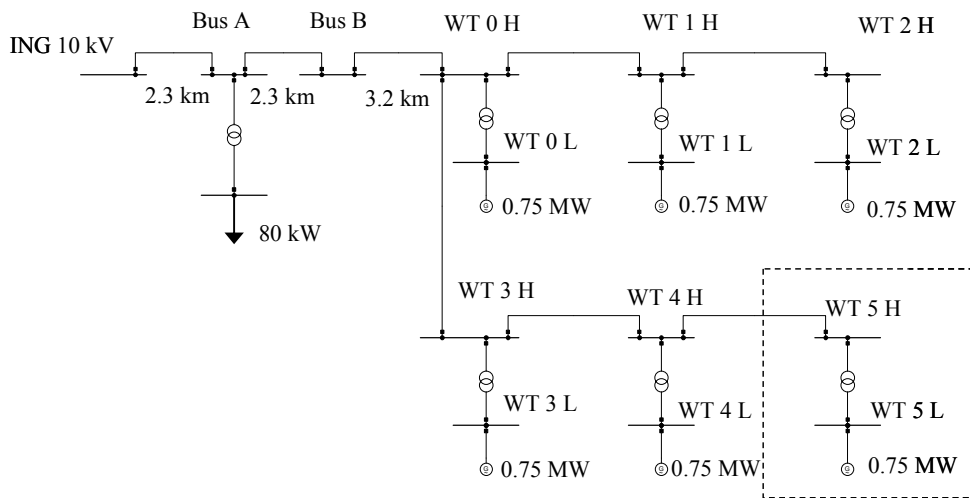 Bus A
Bus B
WT 0 H
WT 1 H
WT 2 H
ING 10 kV
2.3 km
2.3 km
3.2 km
WT 0 L
WT 1 L
WT 2 L
G
0.75 MW
G
0.75 MW
G
0.75 MW
80 kW
WT 3 H
WT 4 H
WT 5 H
WT 3 L
WT 4 L
WT 5 L
G
0.75 MW
G
0.75 MW
G
0.75 MW